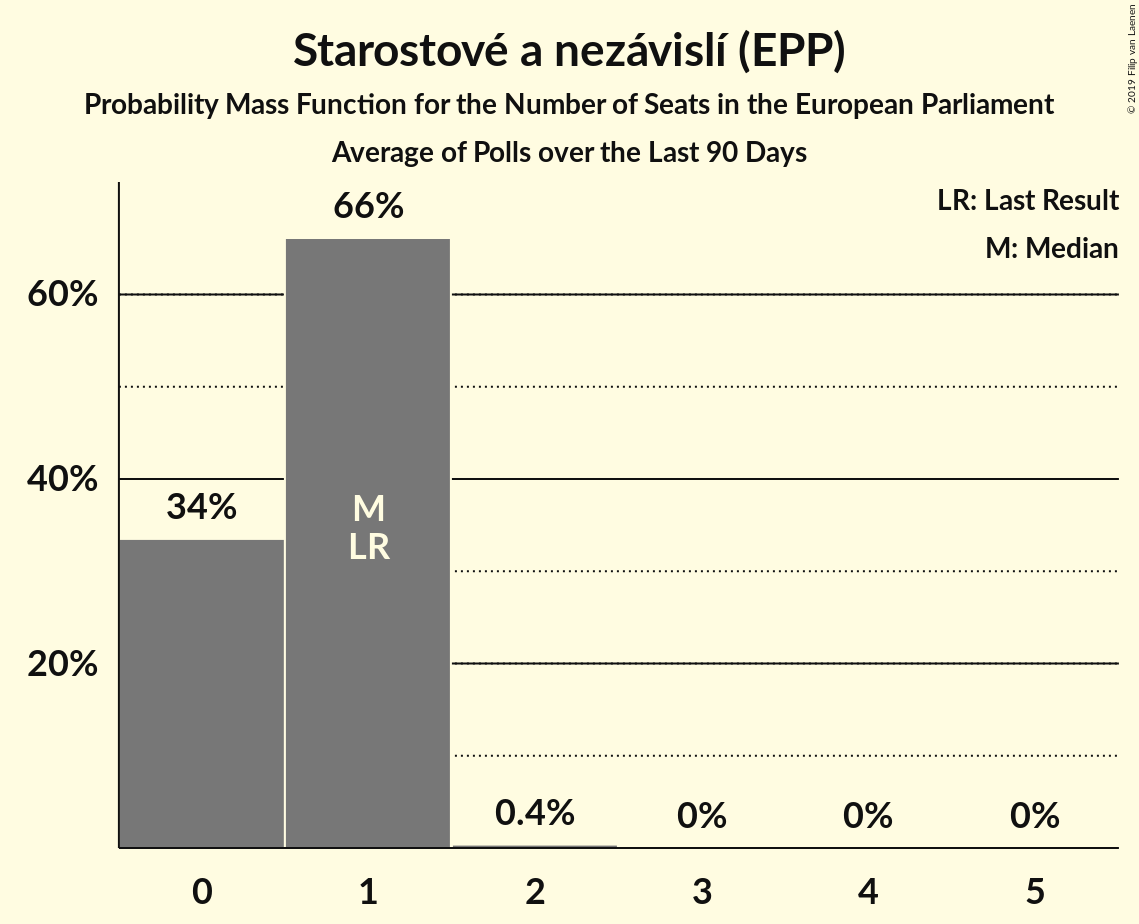 Starostové a nezávislí (EPP)
Probability Mass Function for the Number of Seats in the European Parliament
Average of Polls over the Last 90 Days
© 2019 Filip van Laenen
LR: Last Result
M: Median
66%
60%
40%
34%
M
LR
20%
0.4%
0%
0%
0%
0
1
2
3
4
5